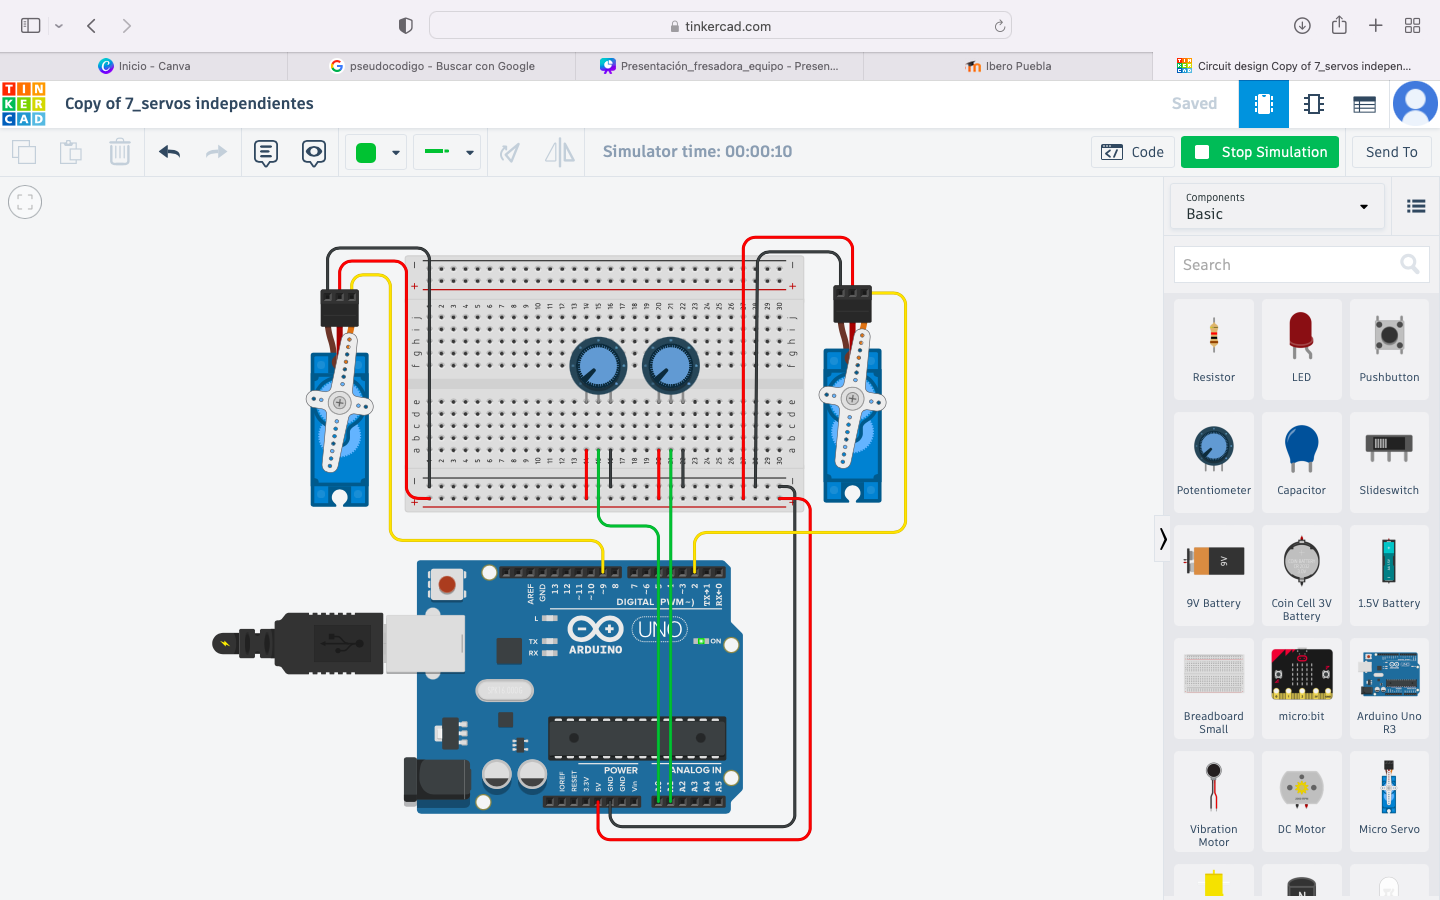 tinkercad.com
Inicio - Canva
pseudocodigo - Buscar con Google
Presentación_fresadora_equipo - Presen...
Ibero Puebla
Circuit design Copy of 7_servos indepen...
TIN
KER
CAD
Copy of 7_servos independientes
Saved
Simulator time: 00:00:10
Code
Stop Simulation
Send To
Components
Basic
Search
Resistor
LED
Pushbutton
Potentiometer
Capacitor
Slideswitch
9V
9V Battery
Coin Cell 3V
Battery
1.5V Battery
Breadboard
Small
micro:bit
Arduino Uno
R3
Vibration
Motor
DC Motor
Micro Servo
AREF
GND
13
12
~11
~10
~9
8
7
~6
~3
2
TX→1
RX←0
DIGITAL (PWM~)
L
TX
RX
UNO
ARDUINO
ON
POWER
ANALOG IN
IOREF
RESET
3.3V
5V
GND
GND
Vin
A2
A3
A4
A5